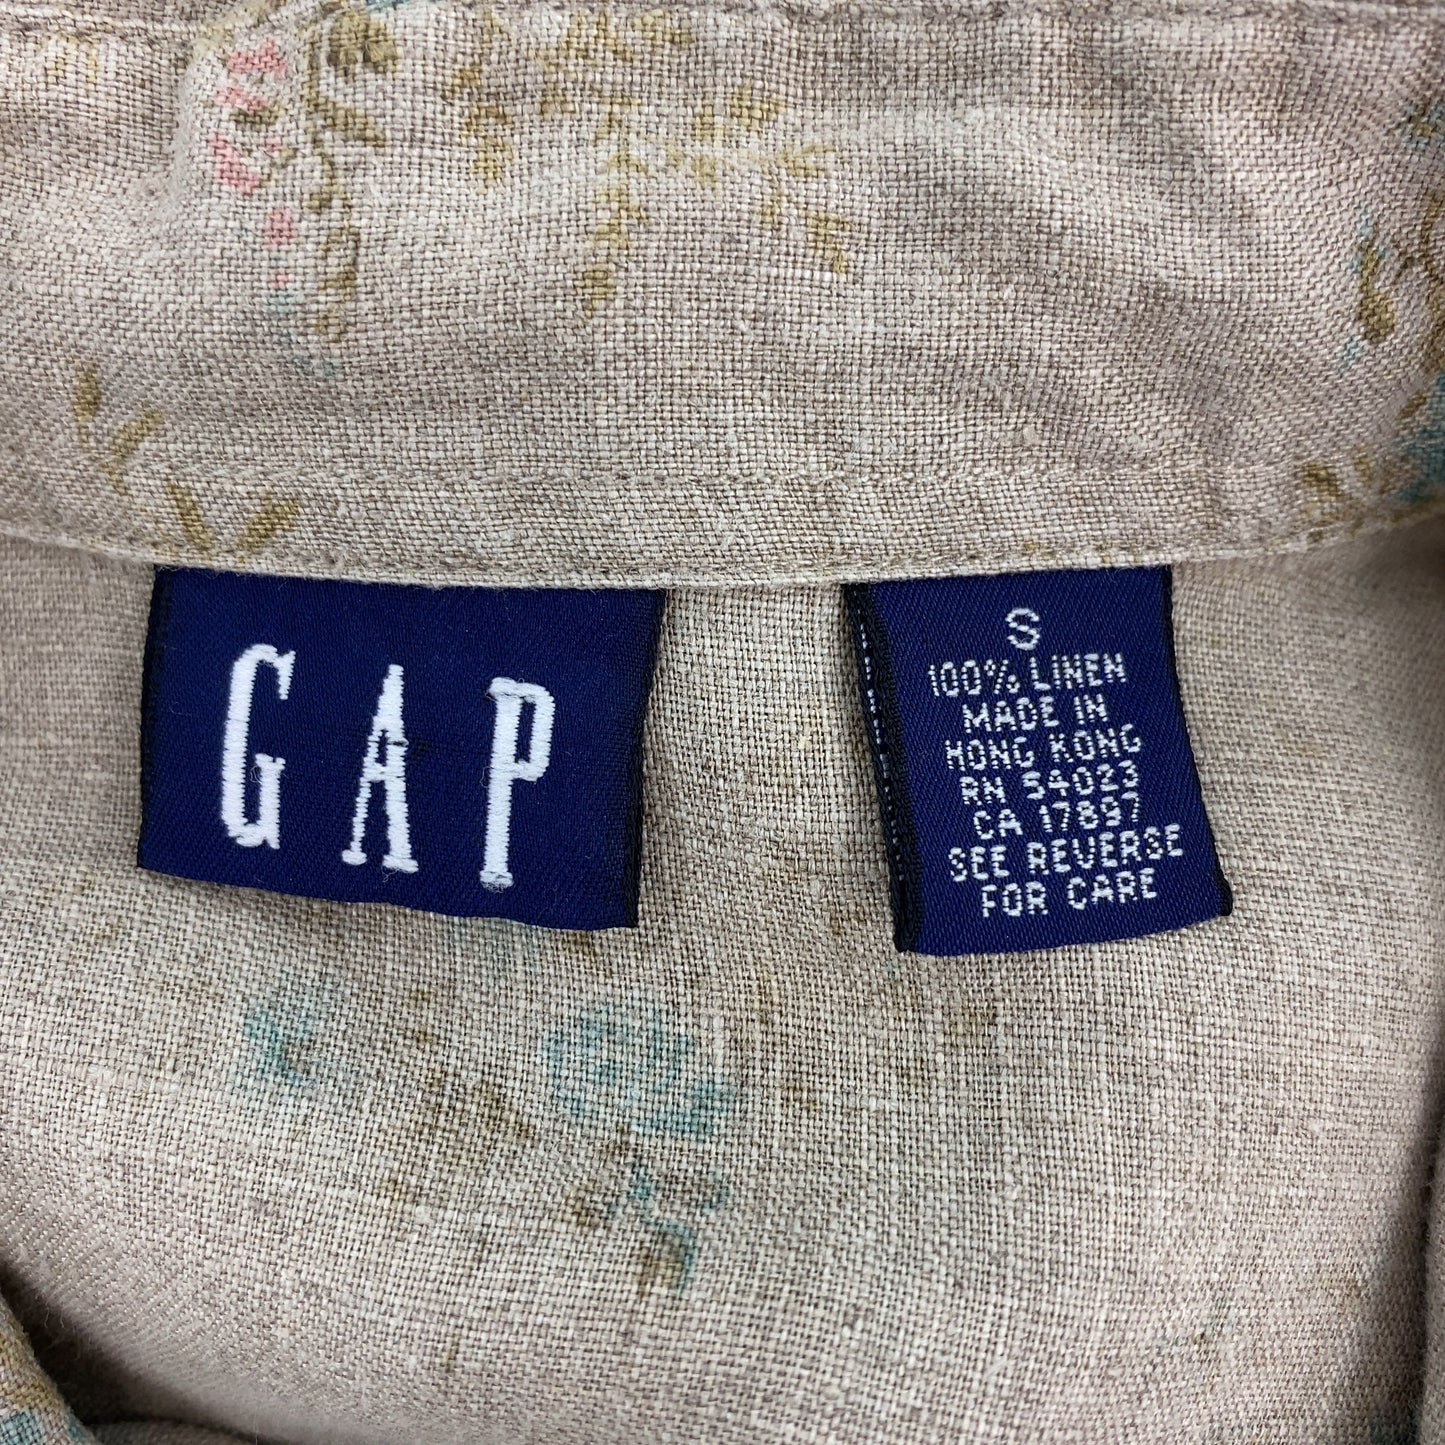 GAP
S
100% LINEN
MADE IN
HONG KONG
RN 54023
CA 17897
SEE REVERSE
FOR CARE